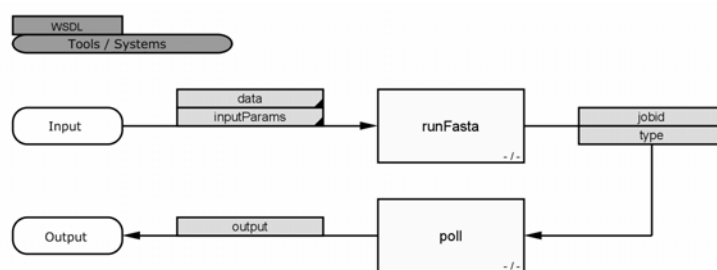 WSDL
Tools / Systems
data
inputParams
Input
runFasta
- / -
jobid
type
output
Output
poll
- / -